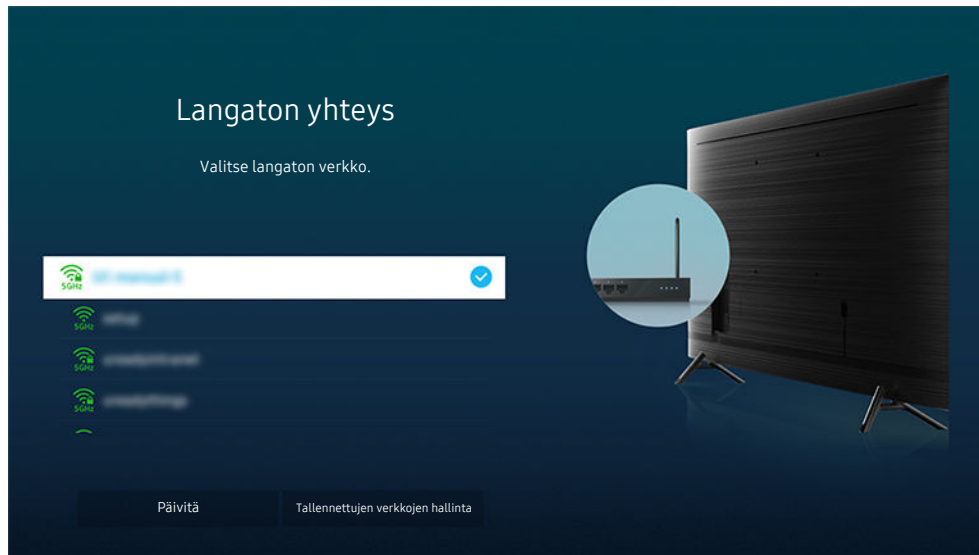 Langaton yhteys
Valitse langaton verkko.
5GHz
5GHz
5GHz
5GHz
Päivitä
Tallennettujen verkkojen hallinta